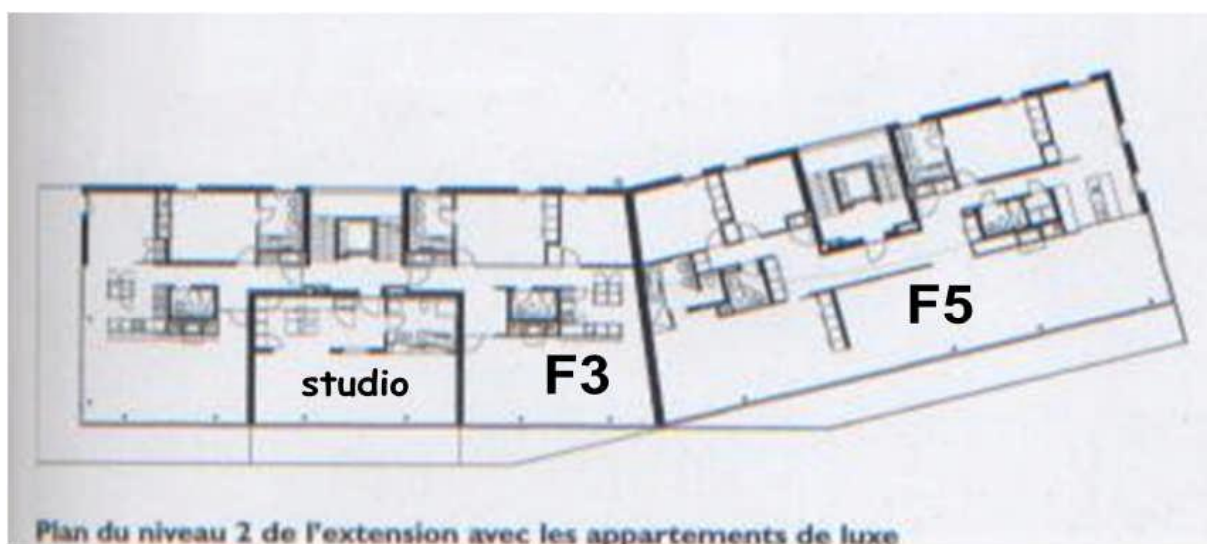 F5
studio F3
Plan du niveau 2 de l'extension avec les appartements de luxe